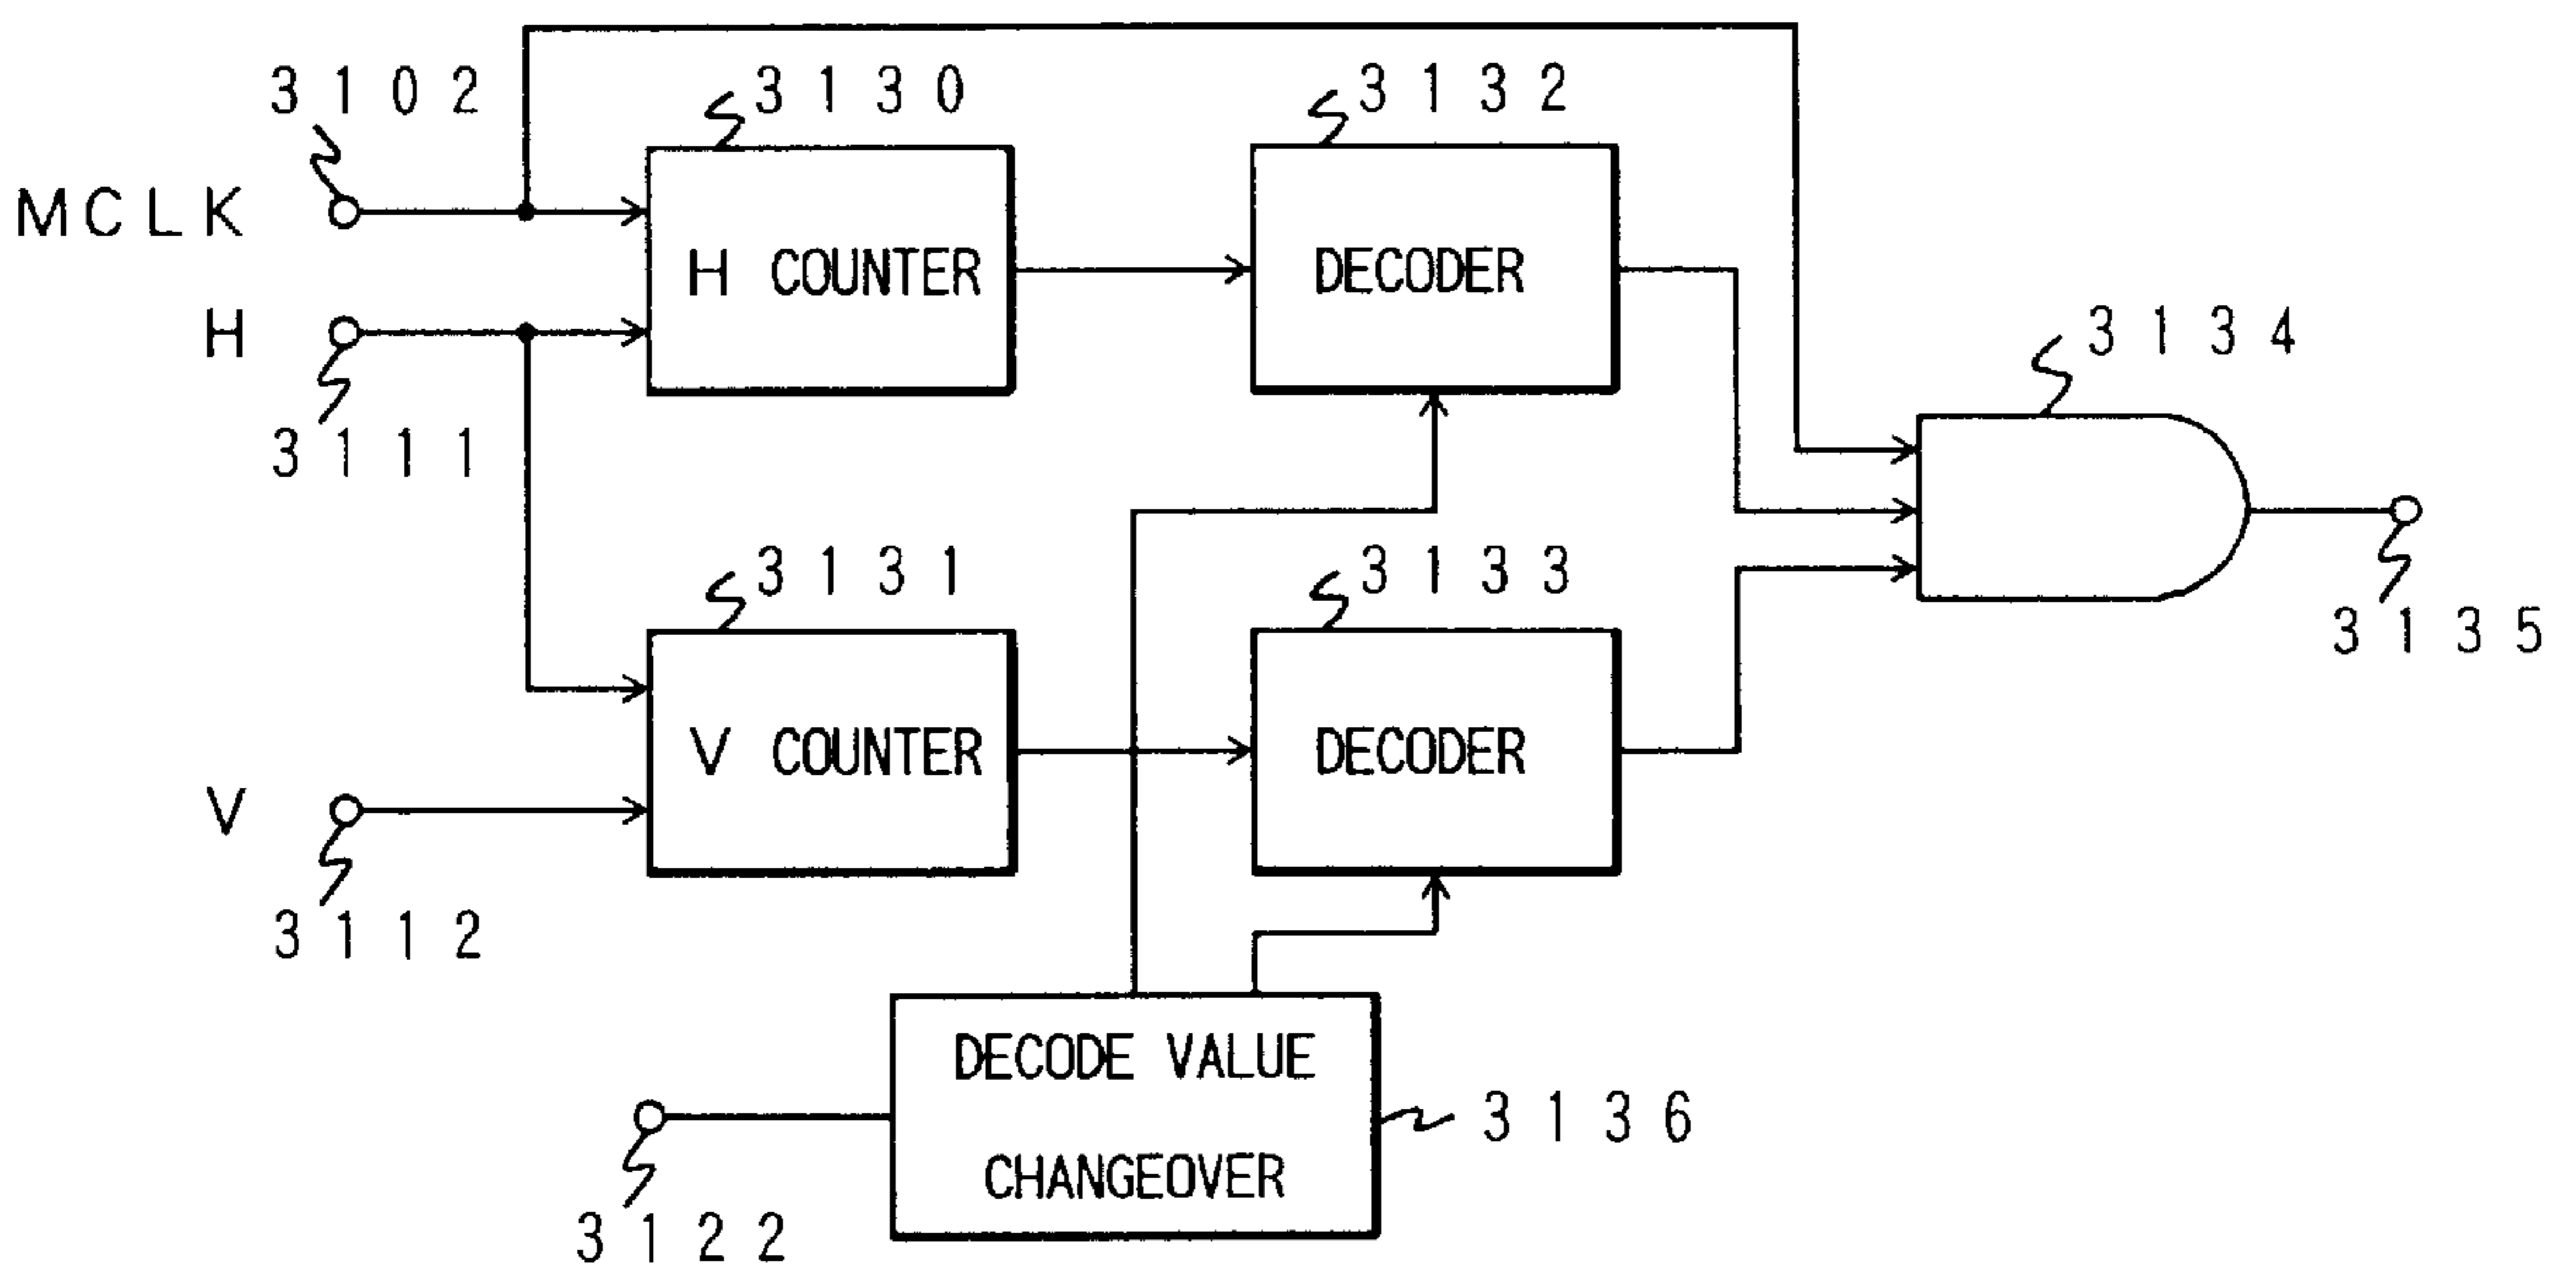 3102
3130
3132
MCLK
H COUNTER
DECODER
H
3134
3111
3131
3133
3135
V COUNTER
DECODER
V
3112
DECODE VALUE
CHANGEOVER
3136
3122